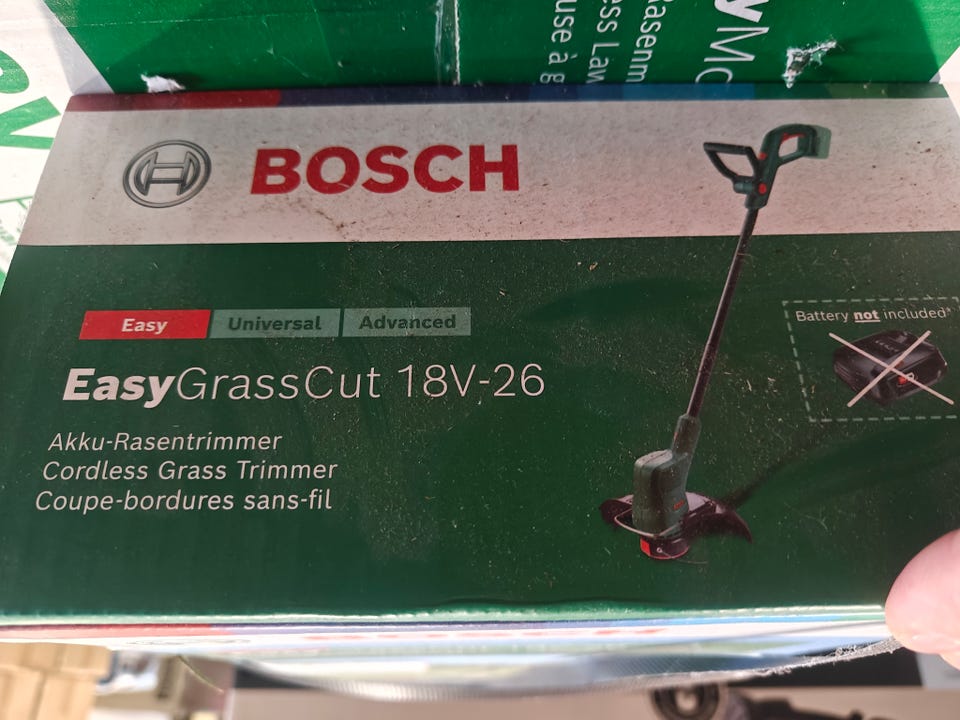 BOSCH
Easy Universal Advanced
EasyGrassCut 18V-26
Akku-Rasentrimmer
Cordless Grass Trimmer
Coupe-bordures sans-fil
Battery not included*